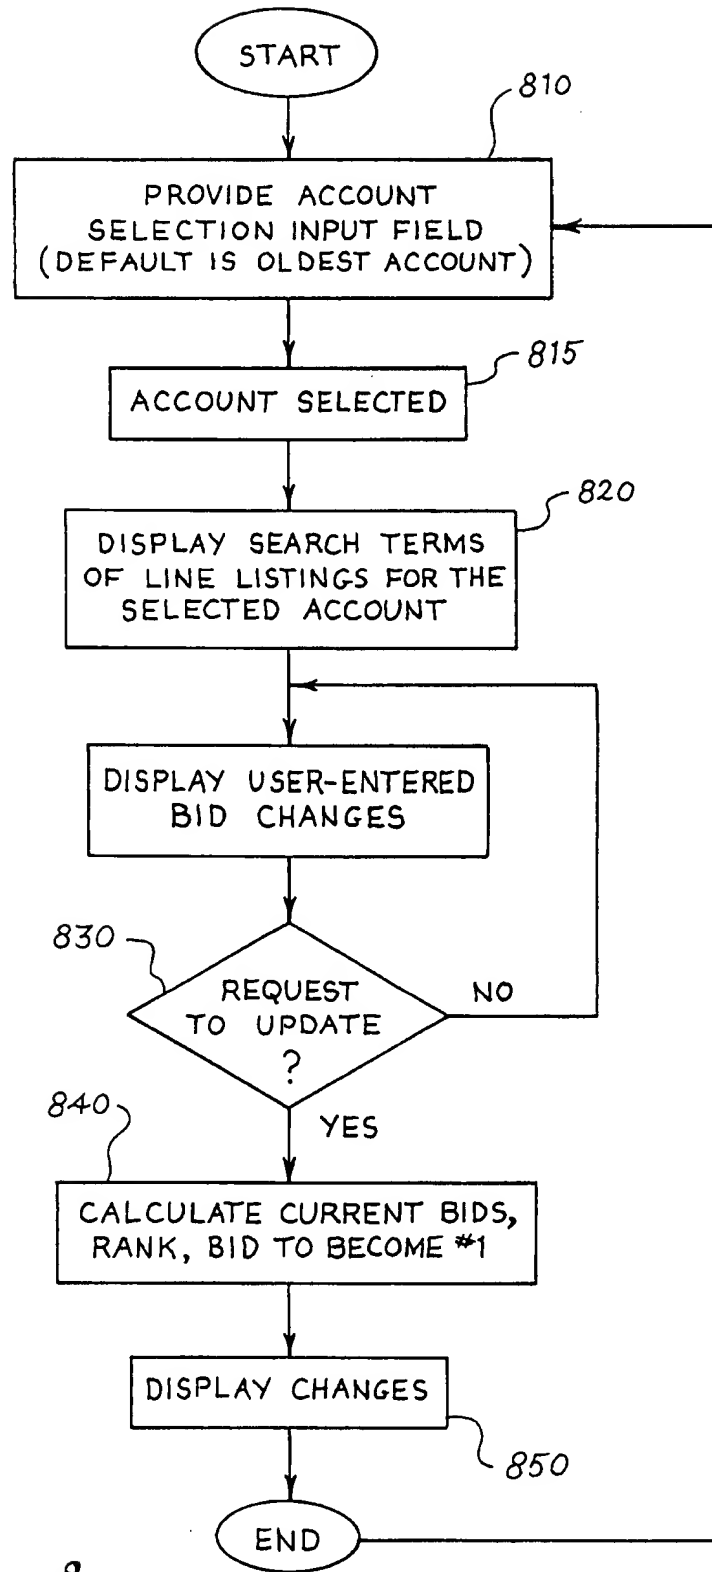 START
810
PROVIDE ACCOUNT
SELECTION INPUT FIELD
(DEFAULT IS OLDEST ACCOUNT)
815
ACCOUNT SELECTED
820
DISPLAY SEARCH TERMS
OF LINE LISTINGS FOR THE
SELECTED ACCOUNT
DISPLAY USER-ENTERED
BID CHANGES
830
REQUEST
TO UPDATE
?
NO
840
YES
CALCULATE CURRENT BIDS,
RANK, BID TO BECOME #1
DISPLAY CHANGES
850
END